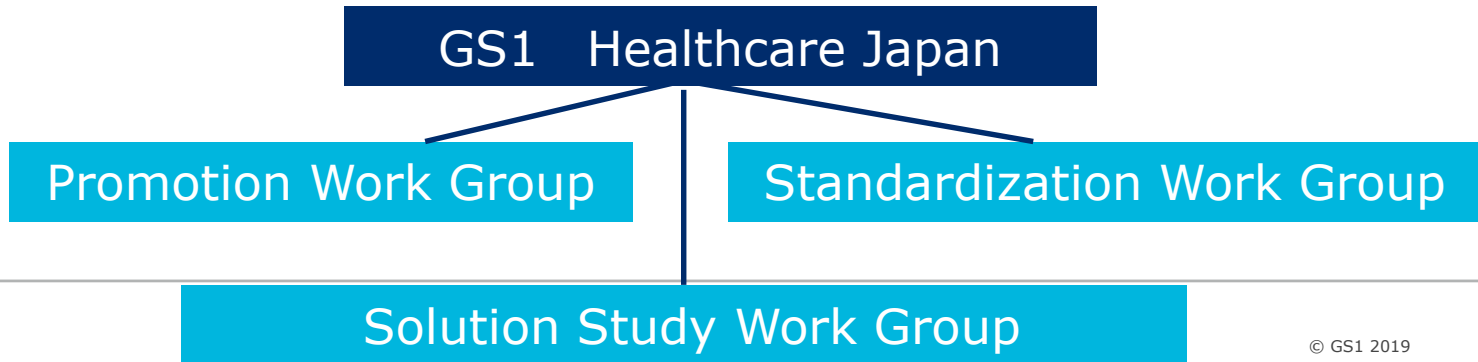 GS1 Healthcare Japan
Promotion Work Group
Standardization Work Group
Solution Study Work Group
© GS1 2019